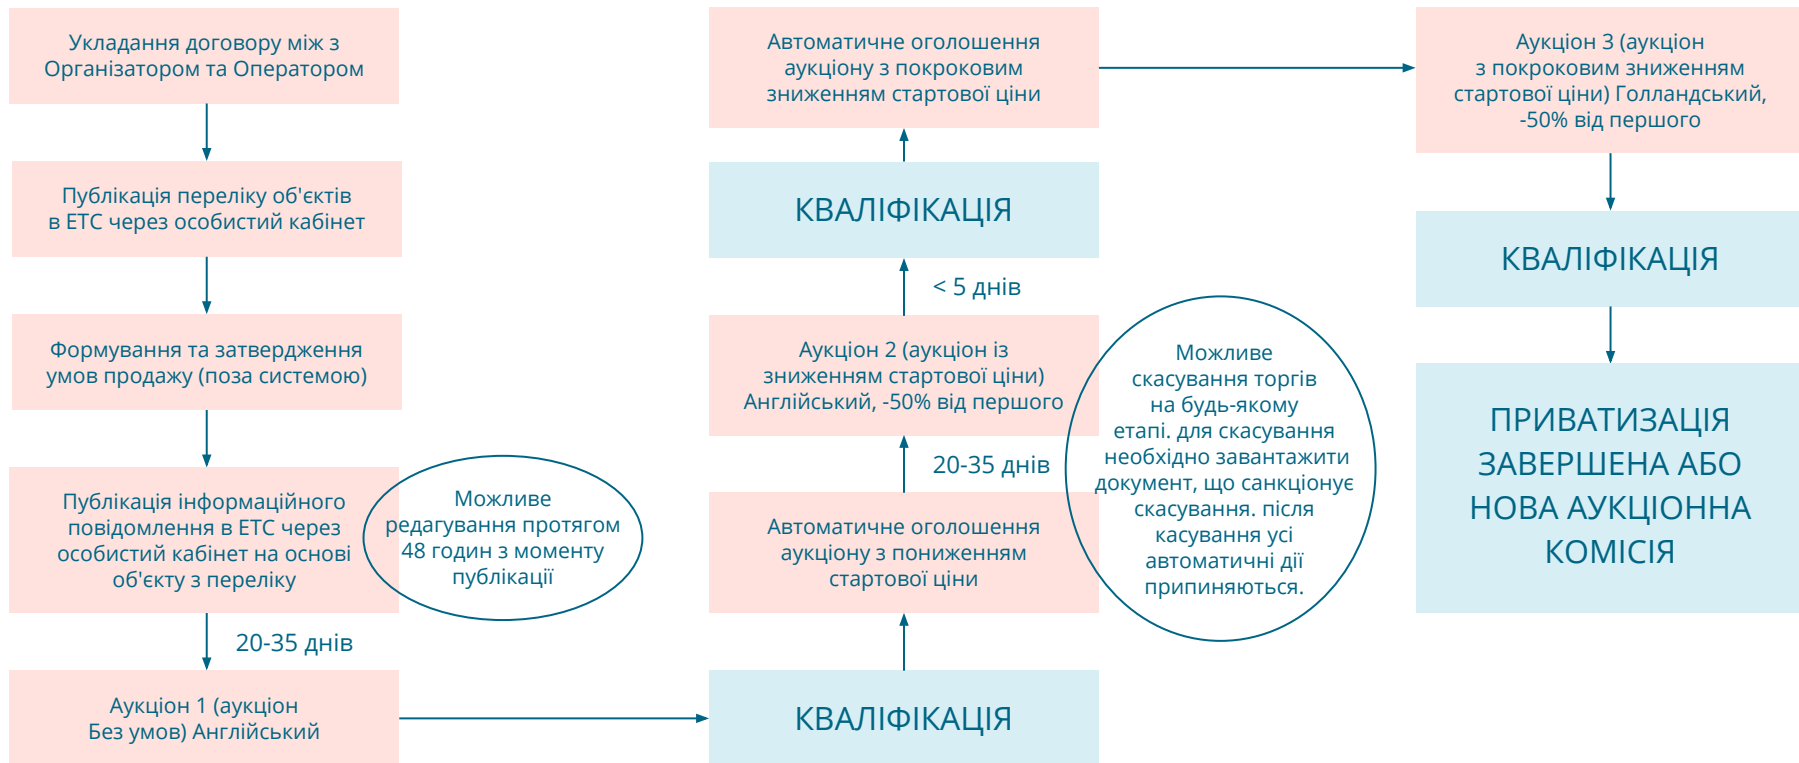 Укладання договору між з
Організатором та Оператором
Публікація переліку об'єктів
в ЕТС через особистий кабінет
Формування та затвердження
умов продажу (поза системою)
Публікація інформаційного
повідомлення в ЕТС через
особистий кабінет на основі
об'єкту з переліку
Можливе
редагування протягом
48 годин з моменту
публікації
20-35 днів
Аукціон 1 (аукціон
Без умов) Англійський
КВАЛІФІКАЦІЯ
Автоматичне оголошення
аукціону з пониженням
стартової ціни
20-35 днів
Аукціон 2 (аукціон із
зниженням стартової ціни)
Англійський, -50% від першого
< 5 днів
КВАЛІФІКАЦІЯ
Автоматичне оголошення
аукціону з покроковим
зниженням стартової ціни
Можливе
скасування торгів
на будь-якому
етапі. для скасування
необхідно завантажити
документ, що санкціонує
скасування. після
касування усі
автоматичні дії
припиняються.
Аукціон 3 (аукціон
з покроковим зниженням
стартової ціни) Голландський,
-50% від першого
КВАЛІФІКАЦІЯ
ПРИВАТИЗАЦІЯ
ЗАВЕРШЕНА АБО
НОВА АУКЦІОННА
КОМІСІЯ